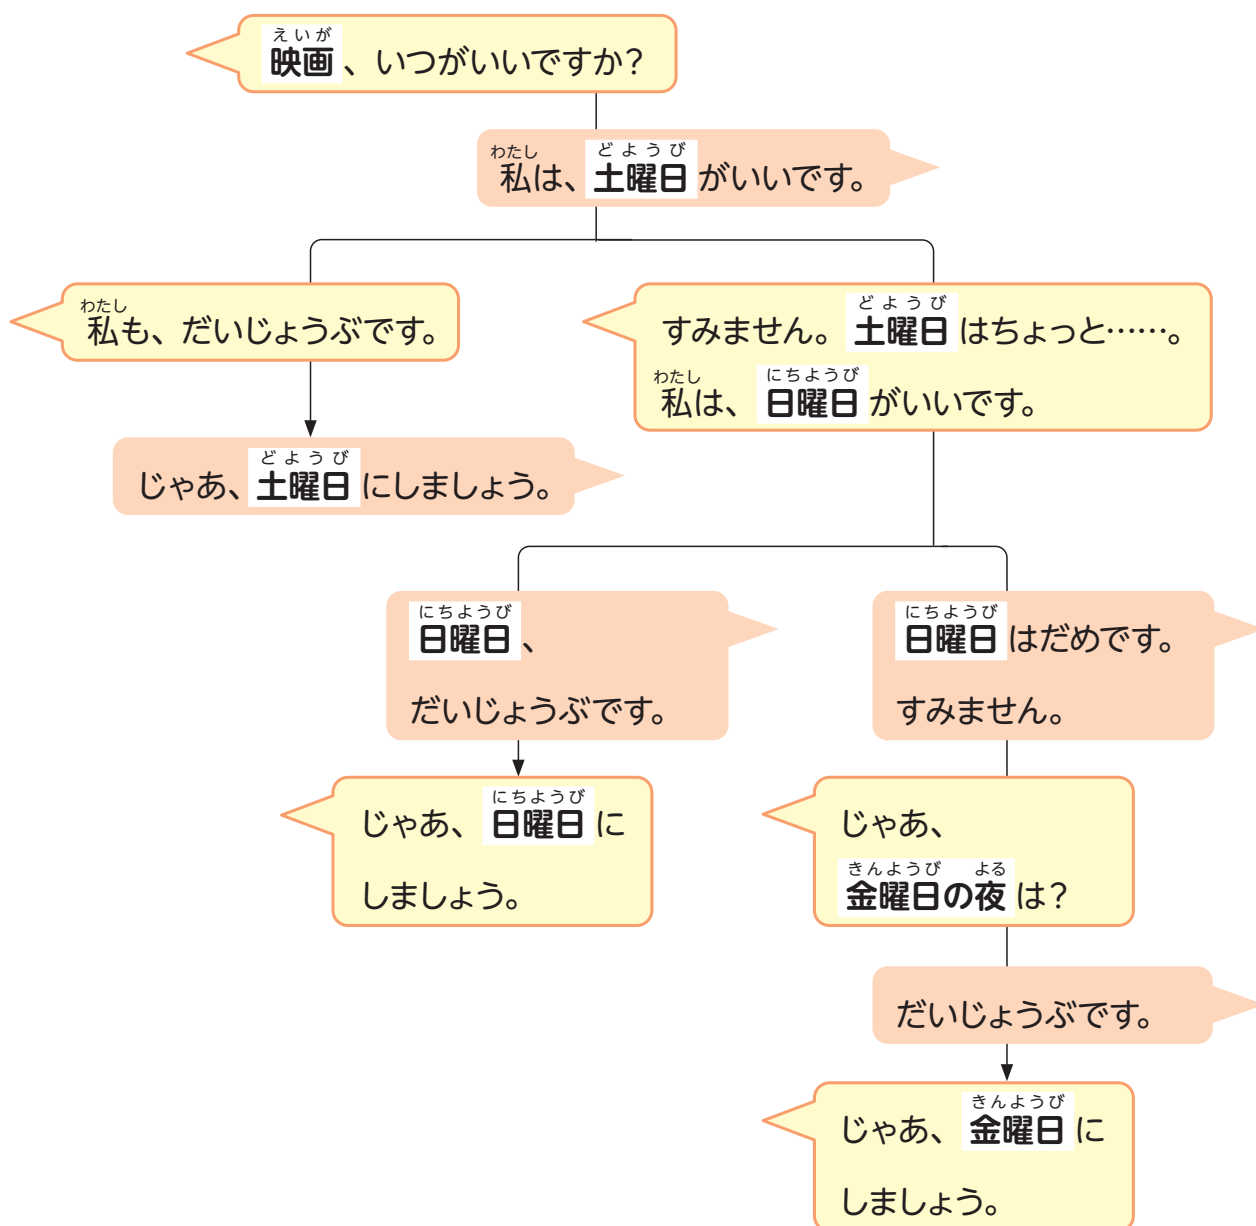 えいが
映画、いつがいいですか?
わたし どようび
私は、土曜日がいいです。
わたし
私も、だいじょうぶです。
どようび
じゃあ、土曜日にしましょう。
どようび
すみません。土曜日はちょっと……。
わたし にちようび
私は、日曜日がいいです。
にちようび
日曜日、
だいじょうぶです。
にちようび
じゃあ、日曜日に
しましょう。
にちようび
日曜日はだめです。
すみません。
じゃあ、
きんようび よる
金曜日の夜は?
だいじょうぶです。
きんようび
じゃあ、金曜日に
しましょう。